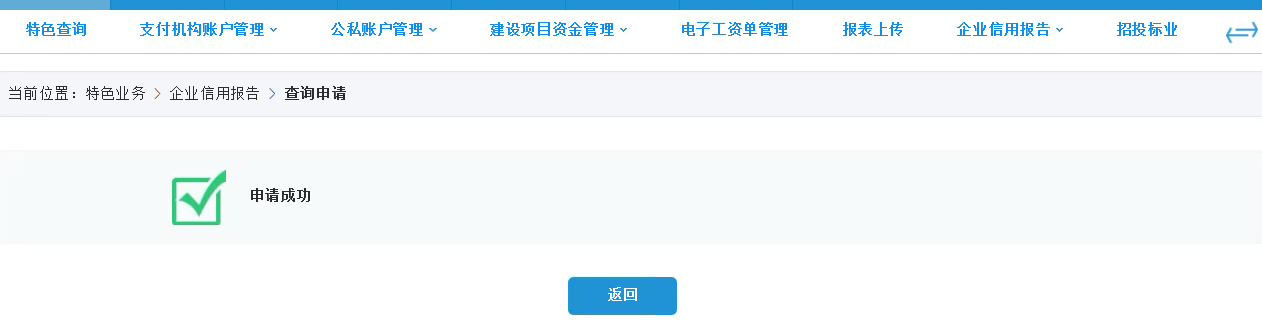 特色查询 支付机构账户管理 公私账户管理 建设项目资金管理 电子工资单管理 报表上传 企业信用报告 招投标业
当前位置：特色业务 > 企业信用报告 > 查询申请
申请成功
返回